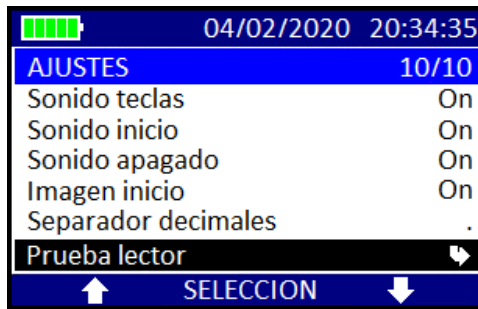 04/02/2020 20:34:35
AJUSTES 10/10
Sonido teclas On
Sonido inicio On
Sonido apagado On
Imagen inicio On
Separador decimales .
Prueba lector
SELECCION